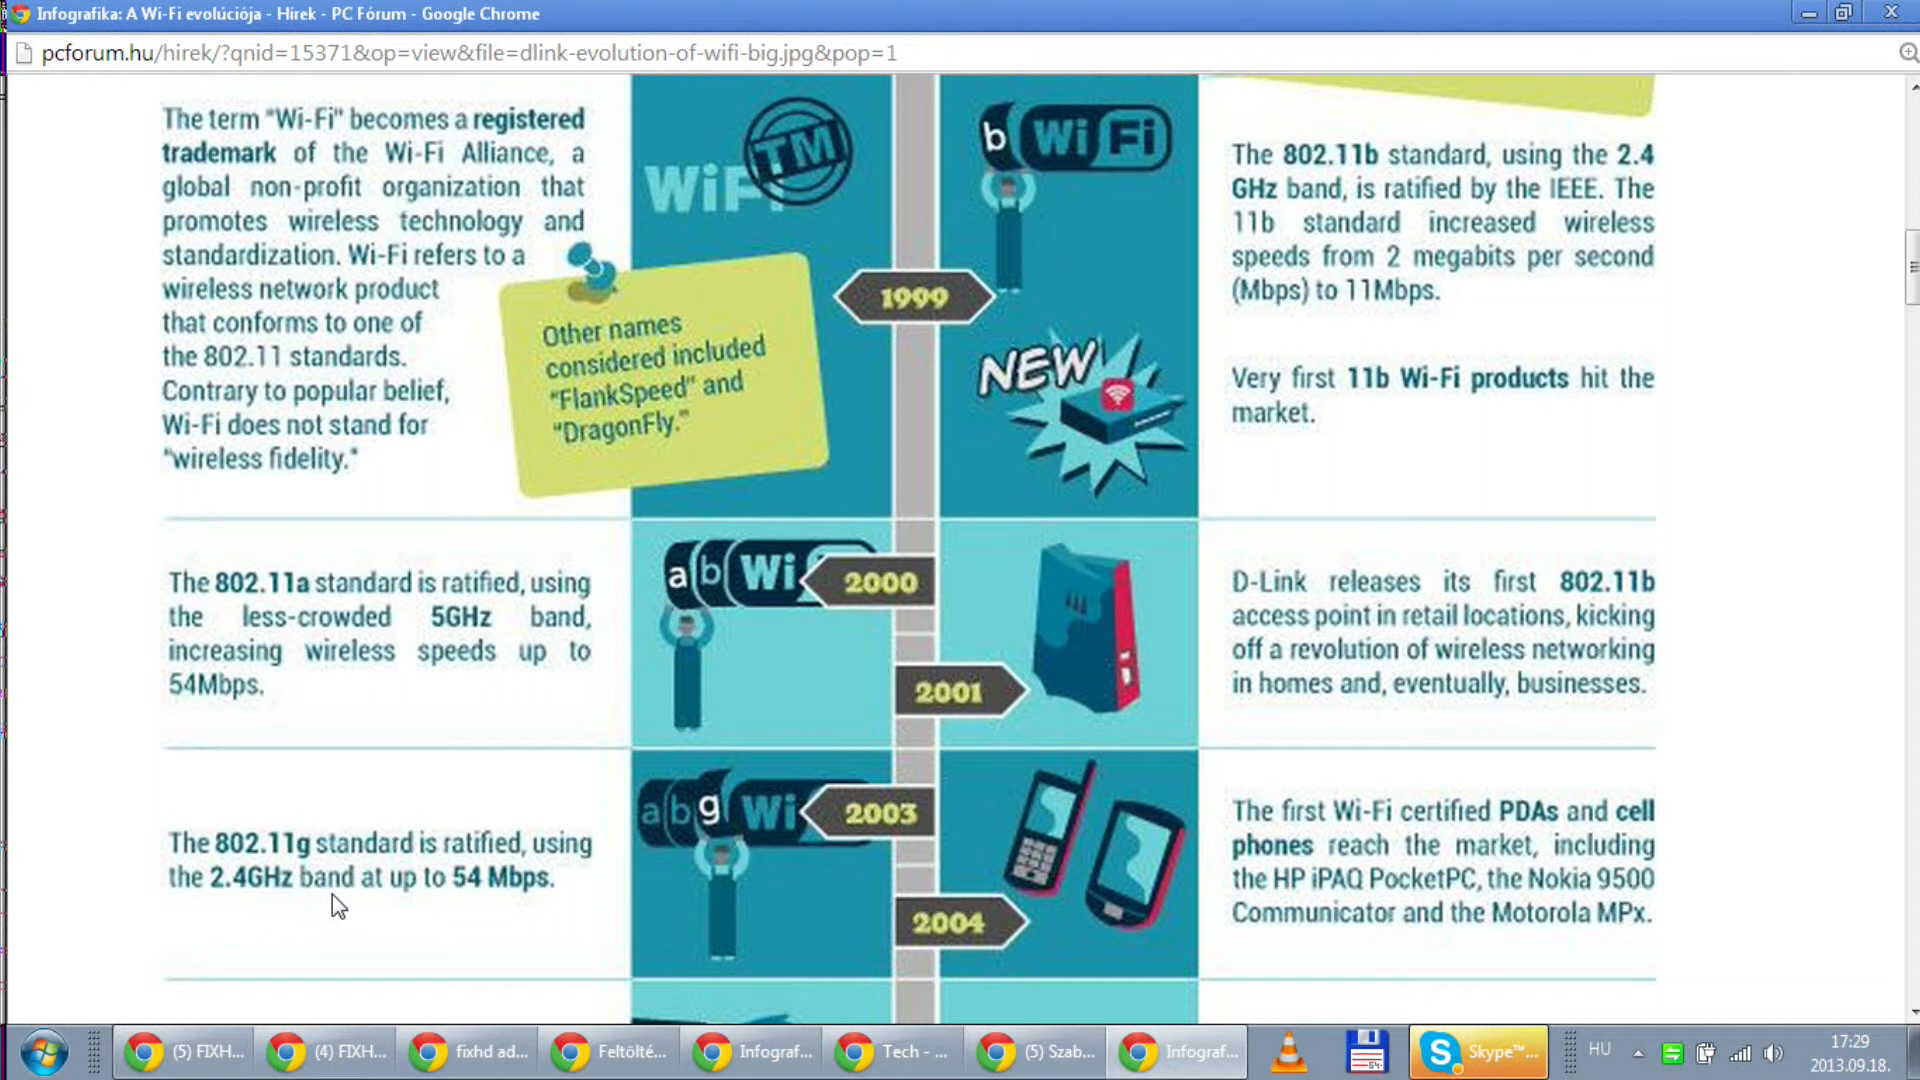 Infografika: A Wi-Fi evolúciója - Hírek - PC Fórum - Google Chrome
pcforum.hu/hirek/?qnid=15371&op=view&file=dlink-evolution-of-wifi-big.jpg&pop=1
The term "Wi-Fi" becomes a registered
trademark of the Wi-Fi Alliance, a
global non-profit organization that
promotes wireless technology and
standardization. Wi-Fi refers to a
wireless network product
that conforms to one of
the 802.11 standards.
Contrary to popular belief,
Wi-Fi does not stand for
"wireless fidelity."
WiFi
TM
Other names
considered included
"FlankSpeed" and
"DragonFly."
1999
b Wi Fi
NEW
The 802.11b standard, using the 2.4
GHz band, is ratified by the IEEE. The
11b standard increased wireless
speeds from 2 megabits per second
(Mbps) to 11Mbps.
Very first 11b Wi-Fi products hit the
market.
The 802.11a standard is ratified, using
the less-crowded 5GHz band,
increasing wireless speeds up to
54Mbps.
a b Wi
2000
2001
D-Link releases its first 802.11b
access point in retail locations, kicking
off a revolution of wireless networking
in homes and, eventually, businesses.
The 802.11g standard is ratified, using
the 2.4GHz band at up to 54 Mbps.
a b g Wi
2003
2004
The first Wi-Fi certified PDAs and cell
phones reach the market, including
the HP iPAQ PocketPC, the Nokia 9500
Communicator and the Motorola MPx.
(5) FIXH...
(4) FIXH...
fixhd ad...
Feltölté...
Infograf...
Tech - ...
(5) Szab...
Infograf...
64
Skype™...
HU
17:29
2013.09.18.